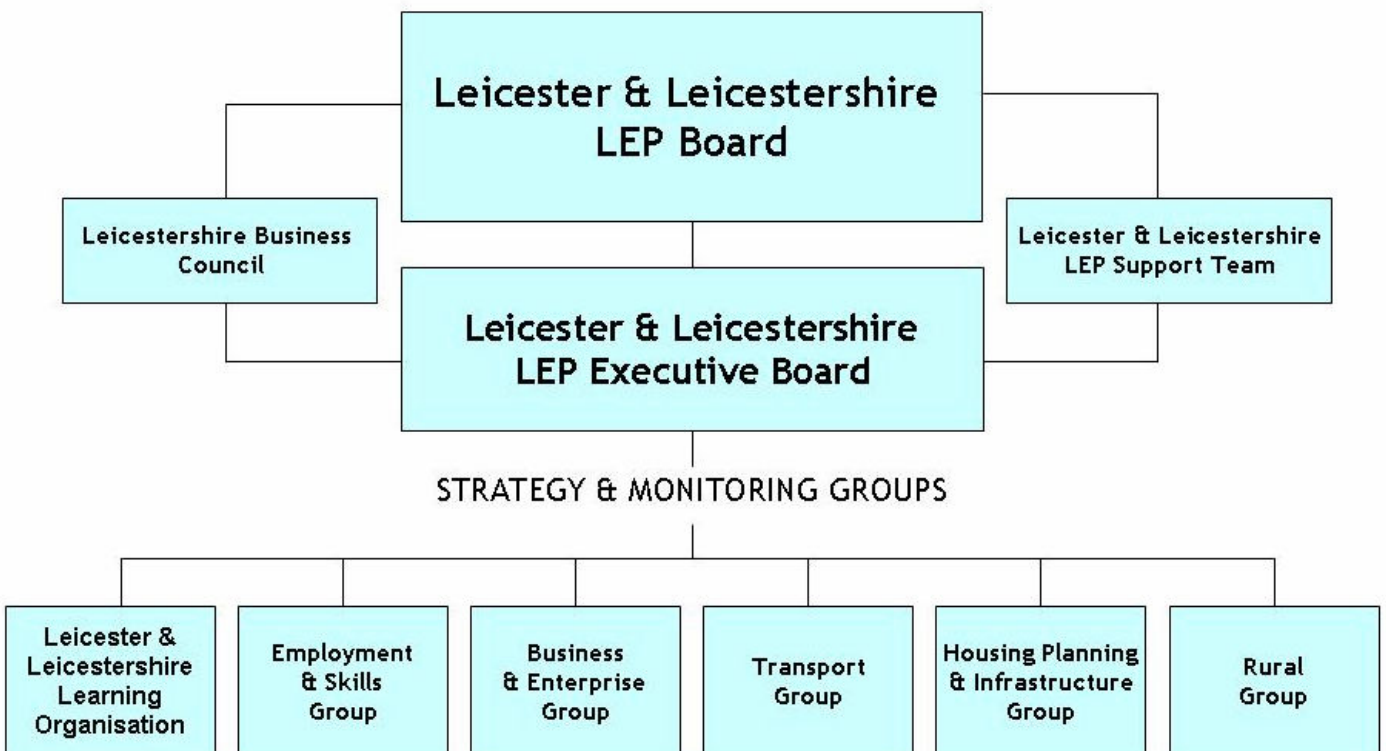 Leicester & Leicestershire
LEP Board
Leicestershire Business
Council
Leicester & Leicestershire
LEP Support Team
Leicester & Leicestershire
LEP Executive Board
STRATEGY & MONITORING GROUPS
Leicester &
Leicestershire
Learning
Organisation
Employment
& Skills
Group
Business
& Enterprise
Group
Transport
Group
Housing Planning
& Infrastructure
Group
Rural
Group